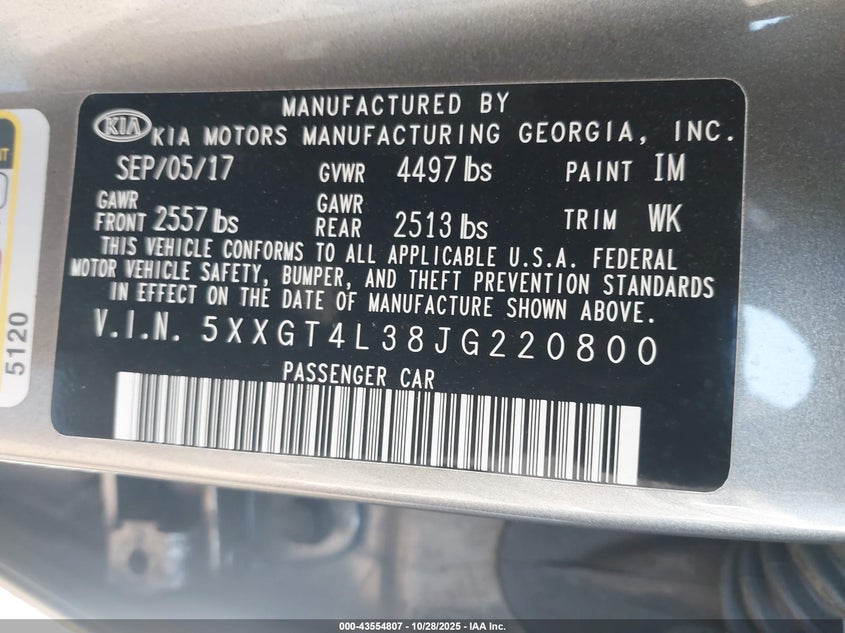 MANUFACTURED BY
KIA KIA MOTORS MANUFACTURING GEORGIA, INC.
SEP/05/17 GVWR 4497 lbs PAINT IM
GAWR FRONT 2557 lbs GAWR REAR 2513 lbs TRIM WK
THIS VEHICLE CONFORMS TO ALL APPLICABLE U.S.A. FEDERAL
MOTOR VEHICLE SAFETY, BUMPER, AND THEFT PREVENTION STANDARDS
IN EFFECT ON THE DATE OF MANUFACTURE SHOWN ABOVE.
V.I.N. 5XXGT4L38JG220800
PASSENGER CAR
5120
000-43554807 | 10/28/2025 | IAA Inc.